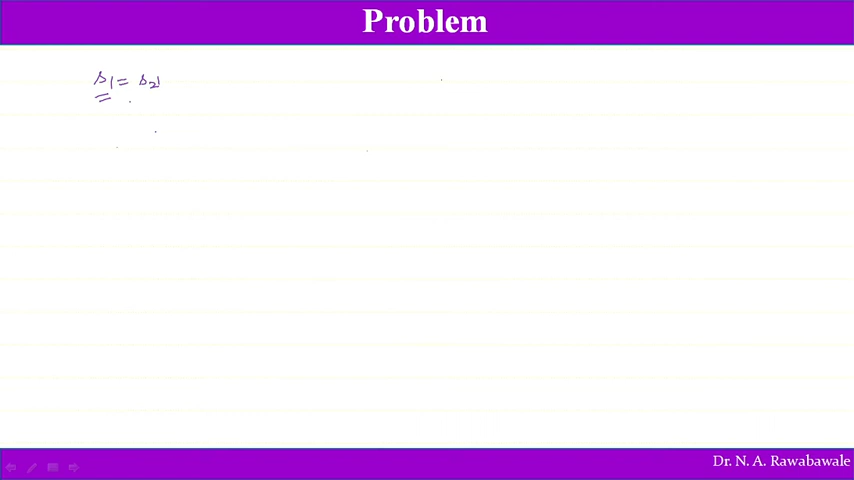 Problem
s1 = s2'
Dr. N. A. Rawabawale